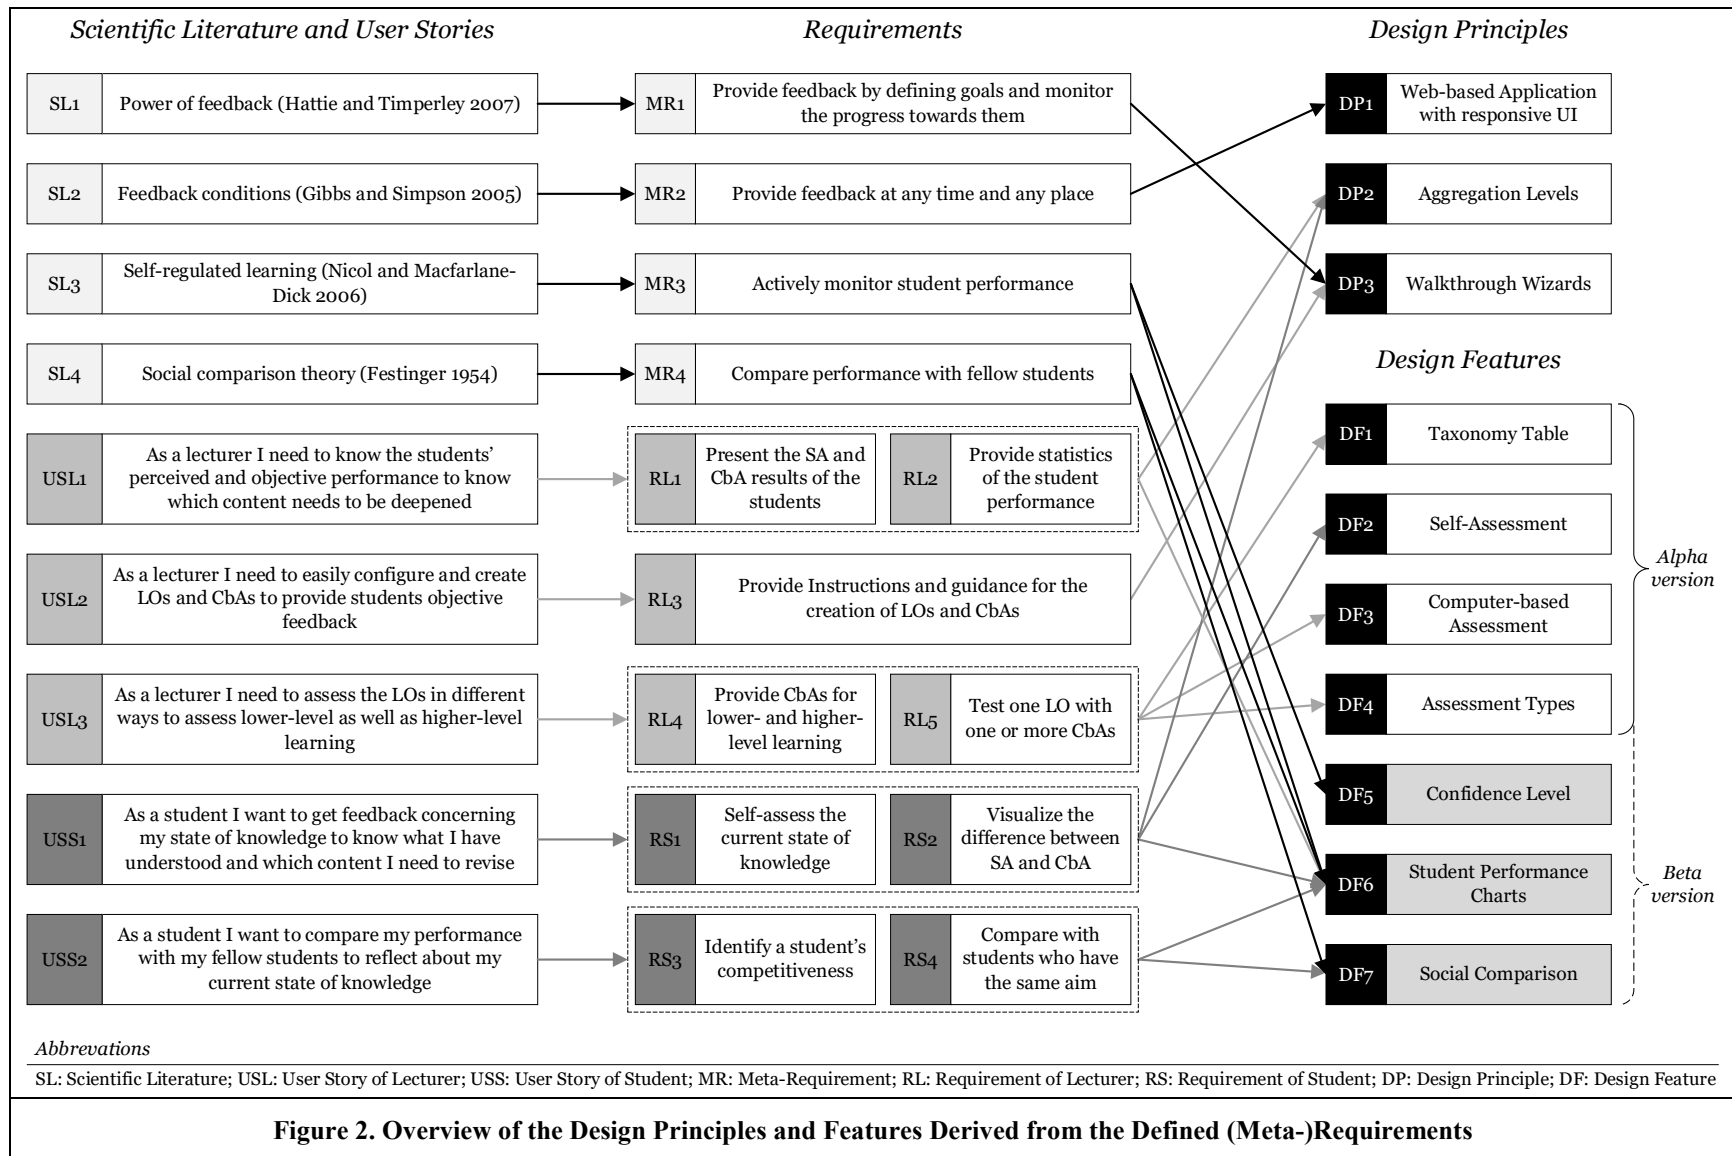 Scientific Literature and User Stories
Requirements
Design Principles
SL1
Power of feedback (Hattie and Timperley 2007)
MR1
Provide feedback by defining goals and monitor
the progress towards them
DP1
Web-based Application
with responsive UI
SL2
Feedback conditions (Gibbs and Simpson 2005)
MR2
Provide feedback at any time and any place
DP2
Aggregation Levels
SL3
Self-regulated learning (Nicol and Macfarlane-
Dick 2006)
MR3
Actively monitor student performance
DP3
Walkthrough Wizards
SL4
Social comparison theory (Festinger 1954)
MR4
Compare performance with fellow students
Design Features
USL1
As a lecturer I need to know the students’
perceived and objective performance to know
which content needs to be deepened
RL1
Present the SA and
CbA results of the
students
RL2
Provide statistics
of the student
performance
DF1
Taxonomy Table
DF2
Self-Assessment
USL2
As a lecturer I need to easily configure and create
LOs and CbAs to provide students objective
feedback
RL3
Provide Instructions and guidance for the
creation of LOs and CbAs
DF3
Computer-based
Assessment
Alpha
version
USL3
As a lecturer I need to assess the LOs in different
ways to assess lower-level as well as higher-level
learning
RL4
Provide CbAs for
lower- and higher-
level learning
RL5
Test one LO with
one or more CbAs
DF4
Assessment Types
USS1
As a student I want to get feedback concerning
my state of knowledge to know what I have
understood and which content I need to revise
RS1
Self-assess the
current state of
knowledge
RS2
Visualize the
difference between
SA and CbA
DF5
Confidence Level
DF6
Student Performance
Charts
Beta
version
USS2
As a student I want to compare my performance
with my fellow students to reflect about my
current state of knowledge
RS3
Identify a student’s
competitiveness
RS4
Compare with
students who have
the same aim
DF7
Social Comparison
Abbrevations
SL: Scientific Literature; USL: User Story of Lecturer; USS: User Story of Student; MR: Meta-Requirement; RL: Requirement of Lecturer; RS: Requirement of Student; DP: Design Principle; DF: Design Feature
Figure 2. Overview of the Design Principles and Features Derived from the Defined (Meta-)Requirements